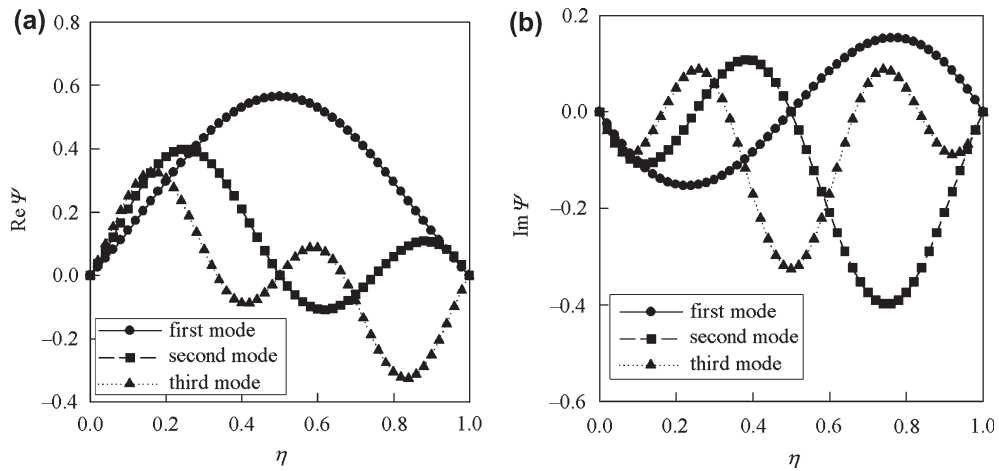 (a)
0.8
0.6
0.4
0.2
0.0
–0.2
–0.4
Re Ψ
first mode
second mode
third mode
0.0 0.2 0.4 0.6 0.8 1.0
η
(b)
0.2
0.0
–0.2
–0.4
–0.6
Im Ψ
first mode
second mode
third mode
0.0 0.2 0.4 0.6 0.8 1.0
η